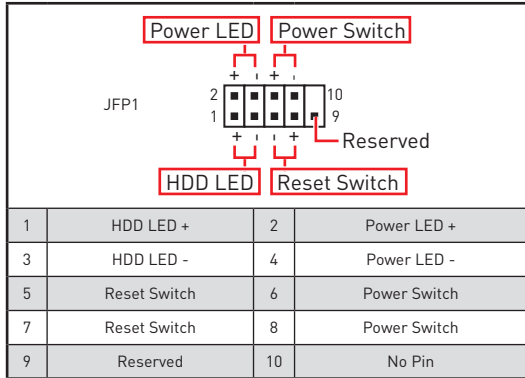 Power LED Power Switch
+ - + -
JFP1
2 10
1 9
+ - - +
Reserved
HDD LED Reset Switch
1 HDD LED + 2 Power LED +
3 HDD LED - 4 Power LED -
5 Reset Switch 6 Power Switch
7 Reset Switch 8 Power Switch
9 Reserved 10 No Pin